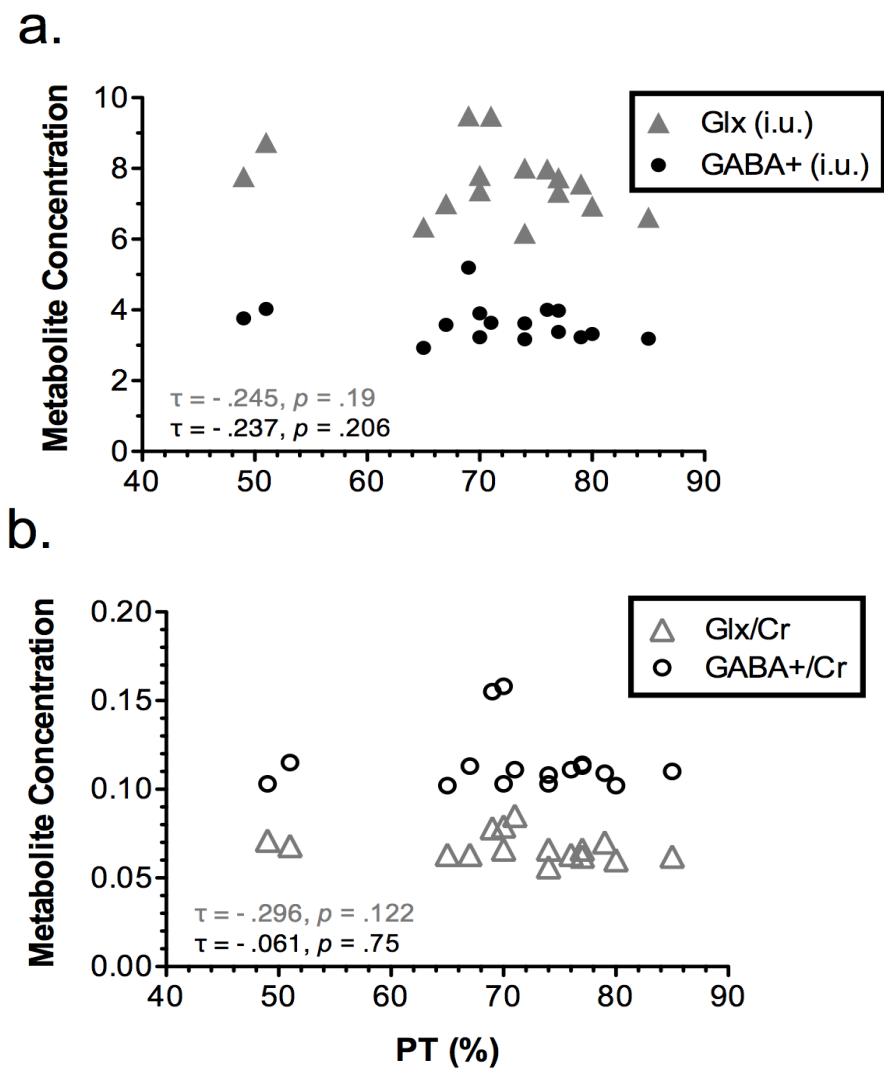 a.
Metabolite Concentration
10
8
6
4
2
0
40
50
60
70
80
90
Glx (i.u.)
GABA+ (i.u.)
τ = - .245, p = .19
τ = - .237, p = .206
b.
Metabolite Concentration
0.20
0.15
0.10
0.05
0.00
40
50
60
70
80
90
Glx/Cr
GABA+/Cr
τ = - .296, p = .122
τ = - .061, p = .75
PT (%)